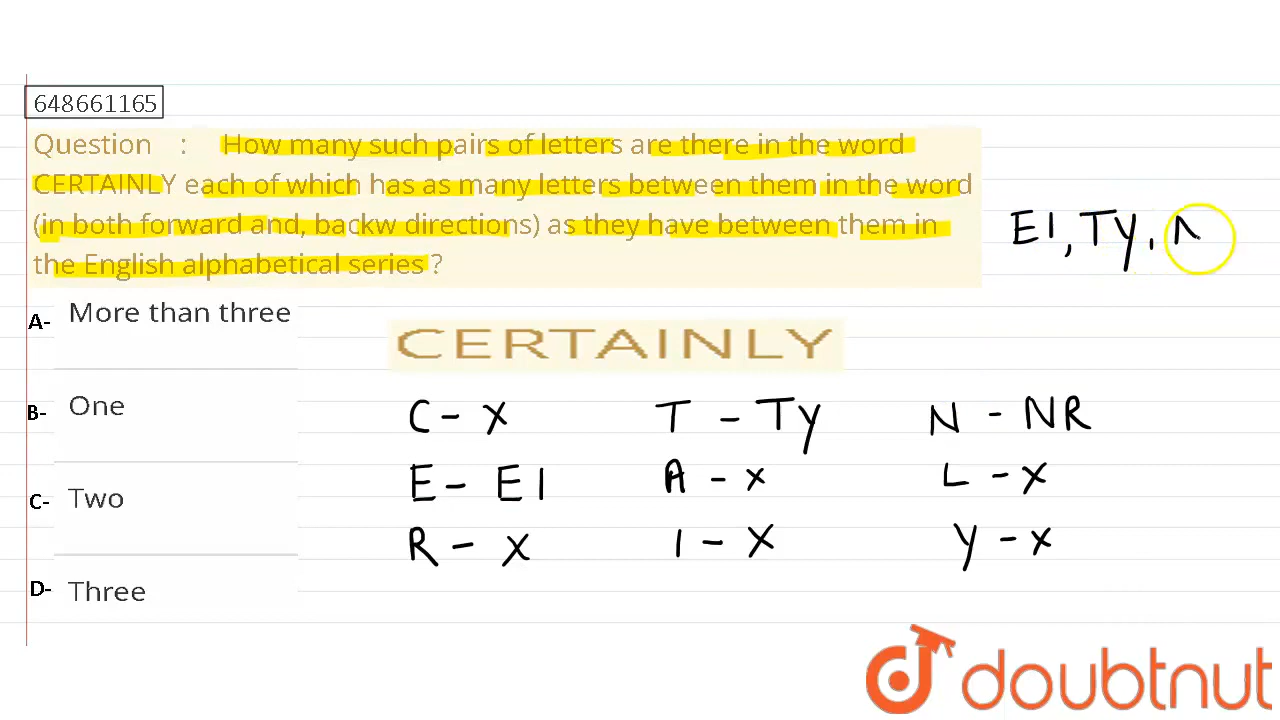 648661165
Question : How many such pairs of letters are there in the word
CERTAINLY each of which has as many letters between them in the word
(in both forward and, backw directions) as they have between them in
the English alphabetical series ?
EI, TY, N
A- More than three
B- One
C- Two
D- Three
CERTAINLY
C - X T - TY N - NR
E - EI A - X L - X
R - X I - X Y - X
doubtnut